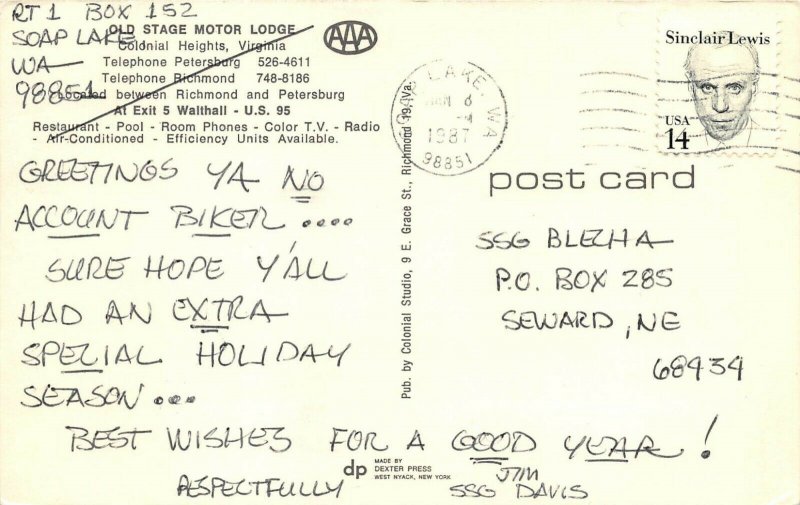 RT 1 BOX 152
SOAP LAKE,
WA
98851
OLD STAGE MOTOR LODGE
Colonial Heights, Virginia
Telephone Petersburg 526-4611
Telephone Richmond 748-8186
Located between Richmond and Petersburg
At Exit 5 Walthall - U.S. 95
Restaurant - Pool - Room Phones - Color T.V. - Radio
- Air-Conditioned - Efficiency Units Available.
AAA
GREETINGS YA NO
ACCOUNT BIKER ....
SURE HOPE Y'ALL
HAD AN EXTRA
SPECIAL HOLIDAY
SEASON ...
BEST WISHES FOR A GOOD YEAR!
RESPECTFULLY
JIM
SSG DAVIS
Pub. by Colonial Studio, 9 E. Grace St., Richmond 19, Va.
dp
MADE BY
DEXTER PRESS
WEST NYACK, NEW YORK
LAKE, WA
6
1987
98851
Sinclair Lewis
USA
14
post card
SSG BLECHA
P.O. BOX 285
SEWARD, NE
68434